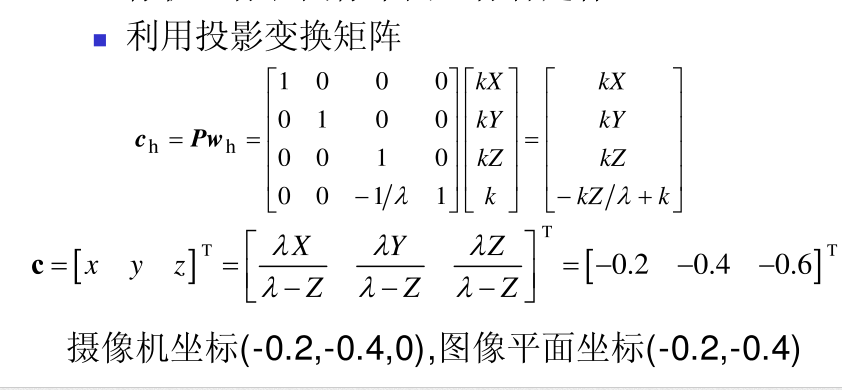 ■ 利用投影变换矩阵
c_h = Pw_h = [1 0 0 0; 0 1 0 0; 0 0 1 0; 0 0 −1/λ 1] [kX; kY; kZ; k] = [kX; kY; kZ; −kZ/λ + k]
c = [x y z]^T = [λX/(λ−Z) λY/(λ−Z) λZ/(λ−Z)]^T = [−0.2 −0.4 −0.6]^T
摄像机坐标(-0.2,-0.4,0),图像平面坐标(-0.2,-0.4)